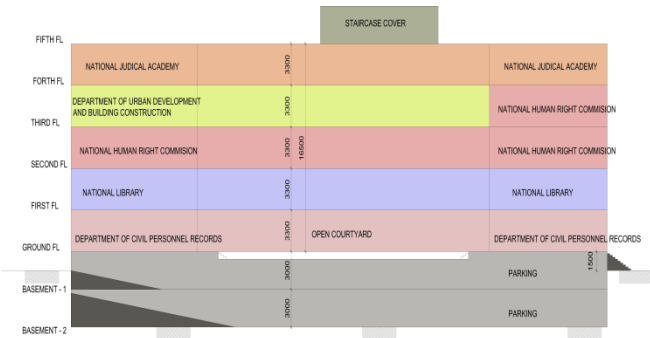 STAIRCASE COVER
FIFTH FL
NATIONAL JUDICAL ACADEMY
3300
NATIONAL JUDICAL ACADEMY
FORTH FL
DEPARTMENT OF URBAN DEVELOPMENT
AND BUILDING CONSTRUCTION
3300
NATIONAL HUMAN RIGHT COMMISION
THIRD FL
NATIONAL HUMAN RIGHT COMMISION
3300
16500
NATIONAL HUMAN RIGHT COMMISION
SECOND FL
NATIONAL LIBRARY
3300
NATIONAL LIBRARY
FIRST FL
DEPARTMENT OF CIVIL PERSONNEL RECORDS
3300
OPEN COURTYARD
DEPARTMENT OF CIVIL PERSONNEL RECORDS
GROUND FL
3000
PARKING
1500
BASEMENT - 1
3000
PARKING
BASEMENT - 2